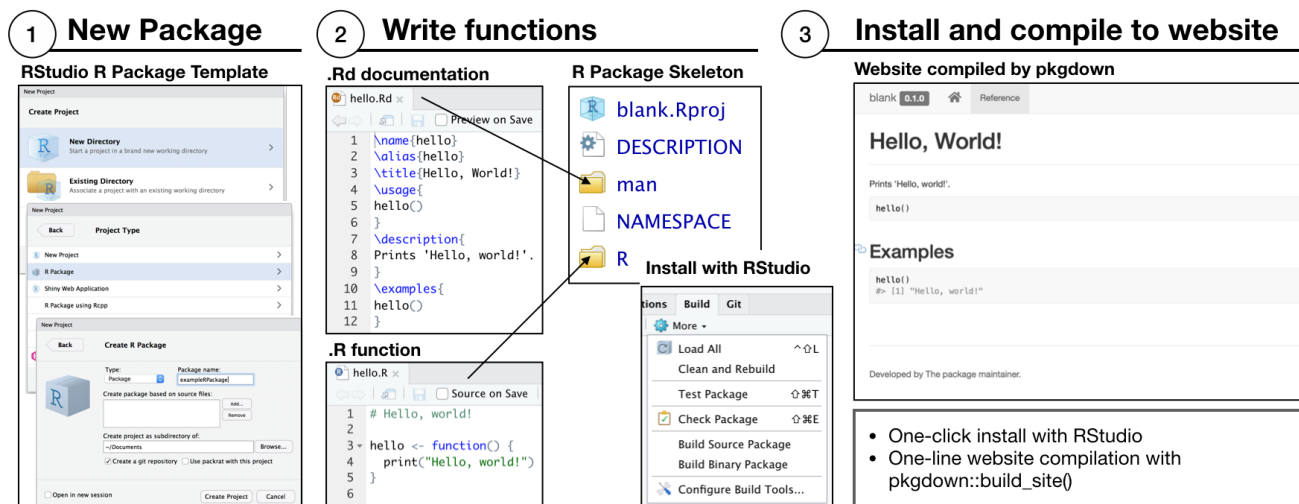 1 New Package
RStudio R Package Template
New Project
Create Project
New Directory
Start a project in a brand new working directory
Existing Directory
Associate a project with an existing working directory
New Project
Back Project Type
New Project
R Package
Shiny Web Application
R Package using Rcpp
New Project
Back Create R Package
Type: Package name:
Package exampleRPackage
Create package based on source files:
Add...
Remove
Create project as subdirectory of:
~/Documents Browse...
Create a git repository Use packrat with this project
Open in new session Create Project Cancel
2 Write functions
.Rd documentation
hello.Rd ×
Preview on Save
1 \name{hello}
2 \alias{hello}
3 \title{Hello, World!}
4 \usage{
5 hello()
6 }
7 \description{
8 Prints 'Hello, world!'.
9 }
10 \examples{
11 hello()
12 }
.R function
hello.R ×
Source on Save
1 # Hello, world!
2
3 hello <- function() {
4 print("Hello, world!")
5 }
6
R Package Skeleton
blank.Rproj
DESCRIPTION
man
NAMESPACE
R
Install with RStudio
tions Build Git
More
Load All ^⇧L
Clean and Rebuild
Test Package ⇧⌘T
Check Package ⇧⌘E
Build Source Package
Build Binary Package
Configure Build Tools...
3 Install and compile to website
Website compiled by pkgdown
blank 0.1.0 Reference
Hello, World!
Prints 'Hello, world!'.
hello()
Examples
hello()
#> [1] "Hello, world!"
Developed by The package maintainer.
• One-click install with RStudio
• One-line website compilation with
pkgdown::build_site()